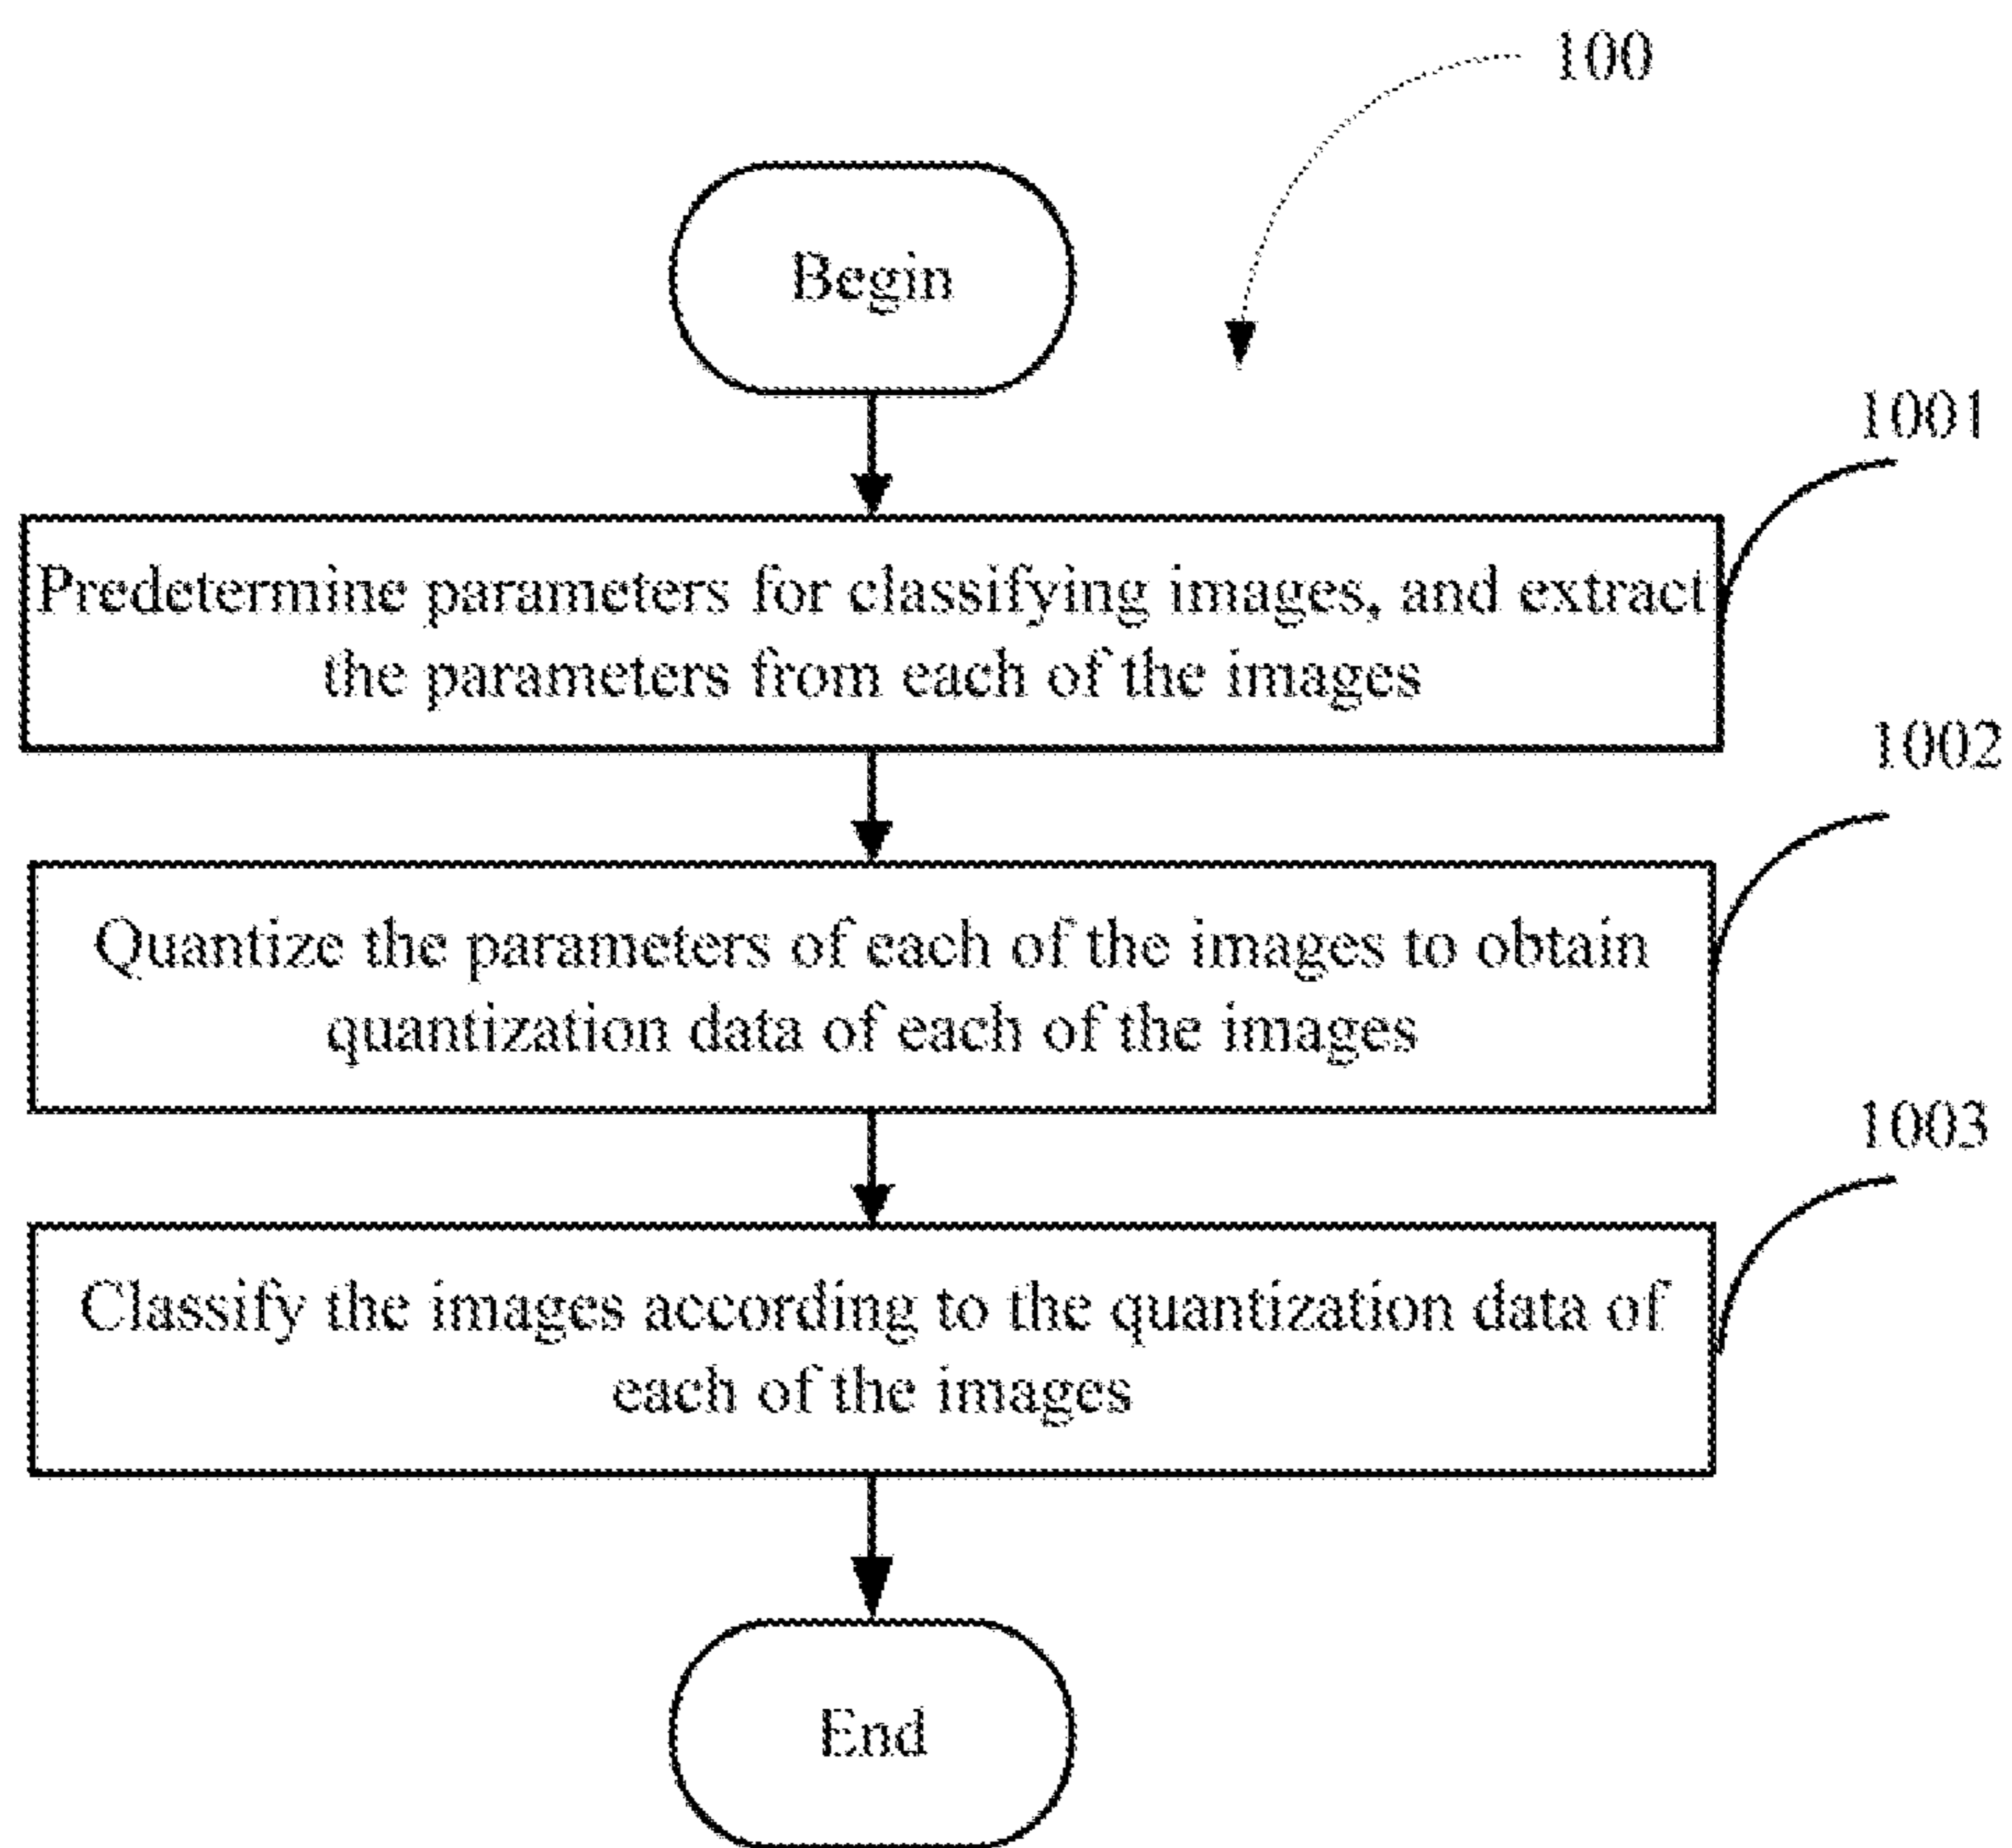 100
Begin
1001
Predetermine parameters for classifying images, and extract
the parameters from each of the images
1002
Quantize the parameters of each of the images to obtain
quantization data of each of the images
1003
Classify the images according to the quantization data of
each of the images
End